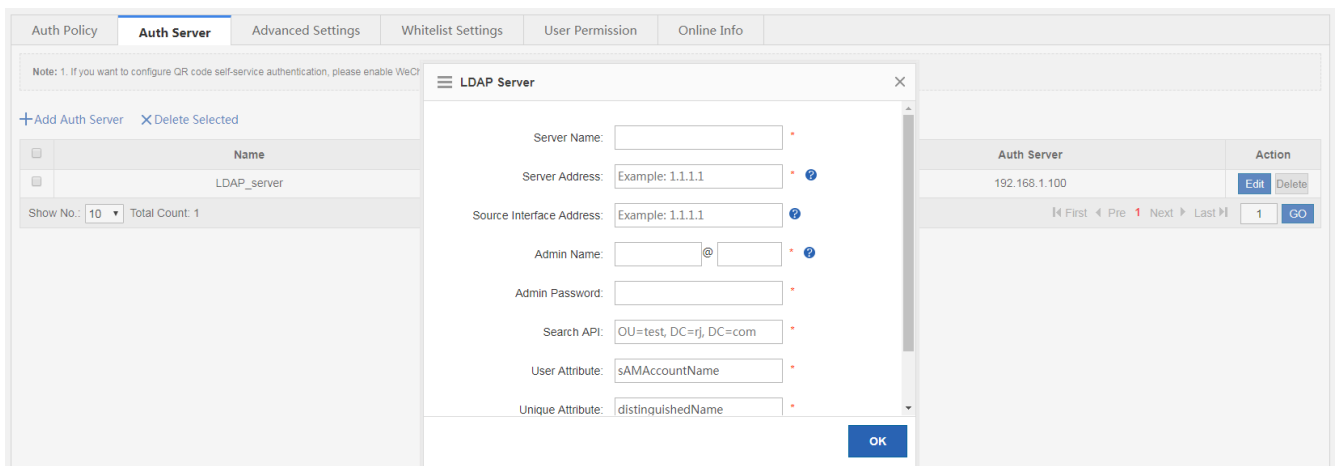 Auth Policy Auth Server Advanced Settings Whitelist Settings User Permission Online Info
Note: 1. If you want to configure QR code self-service authentication, please enable
LDAP Server
Add Auth Server Delete Selected
Server Name: *
Name Auth Server Action
Server Address: Example: 1.1.1.1 *
LDAP_server 192.168.1.100 Edit Delete
Show No.: 10 Total Count: 1 First Pre 1 Next Last 1 GO
Source Interface Address: Example: 1.1.1.1
Admin Name: @ *
Admin Password: *
Search API: OU=test, DC=rj, DC=com *
User Attribute: sAMAccountName *
Unique Attribute: distinguishedName *
OK